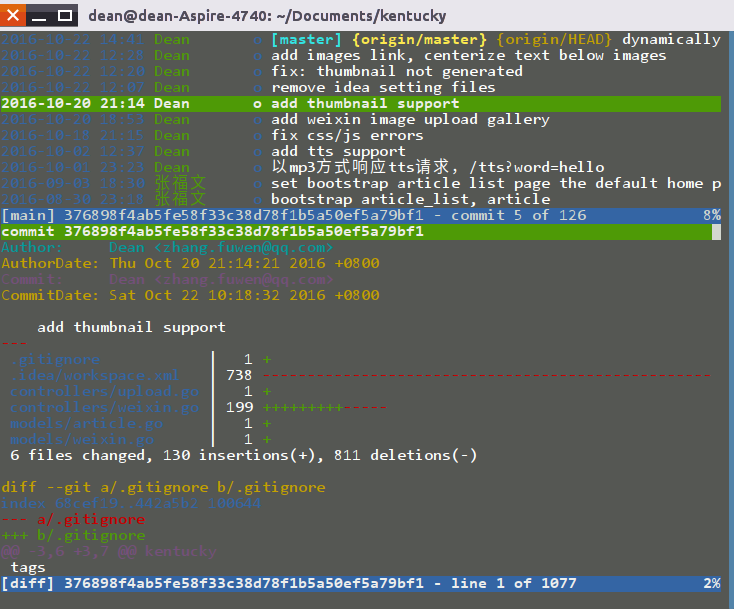 dean@dean-Aspire-4740: ~/Documents/kentucky
2016-10-22 14:41 Dean o [master] {origin/master} {origin/HEAD} dynamically
2016-10-22 12:28 Dean o add images link, centerize text below images
2016-10-22 12:20 Dean o fix: thumbnail not generated
2016-10-22 12:07 Dean o remove idea setting files
2016-10-20 21:14 Dean o add thumbnail support
2016-10-20 18:53 Dean o add weixin image upload gallery
2016-10-18 21:15 Dean o fix css/js errors
2016-10-02 12:37 Dean o add tts support
2016-10-01 23:23 Dean o 以mp3方式响应tts请求，/tts?word=hello
2016-09-03 18:30 张福文 o set bootstrap article list page the default home p
2016-08-30 23:18 张福文 o bootstrap article_list, article
[main] 376898f4ab5fe58f33c38d78f1b5a50ef5a79bf1 - commit 5 of 126 8%
commit 376898f4ab5fe58f33c38d78f1b5a50ef5a79bf1
Author: Dean <zhang.fuwen@qq.com>
AuthorDate: Thu Oct 20 21:14:21 2016 +0800
Commit: Dean <zhang.fuwen@qq.com>
CommitDate: Sat Oct 22 10:18:32 2016 +0800
add thumbnail support
---
.gitignore | 1 +
.idea/workspace.xml | 738 --------------------------------------------------
controllers/upload.go | 1 +
controllers/weixin.go | 199 +++++++++-----
models/article.go | 1 +
models/weixin.go | 1 +
6 files changed, 130 insertions(+), 811 deletions(-)
diff --git a/.gitignore b/.gitignore
index 68cef19..442a5b2 100644
--- a/.gitignore
+++ b/.gitignore
@@ -3,6 +3,7 @@ kentucky
tags
[diff] 376898f4ab5fe58f33c38d78f1b5a50ef5a79bf1 - line 1 of 1077 2%